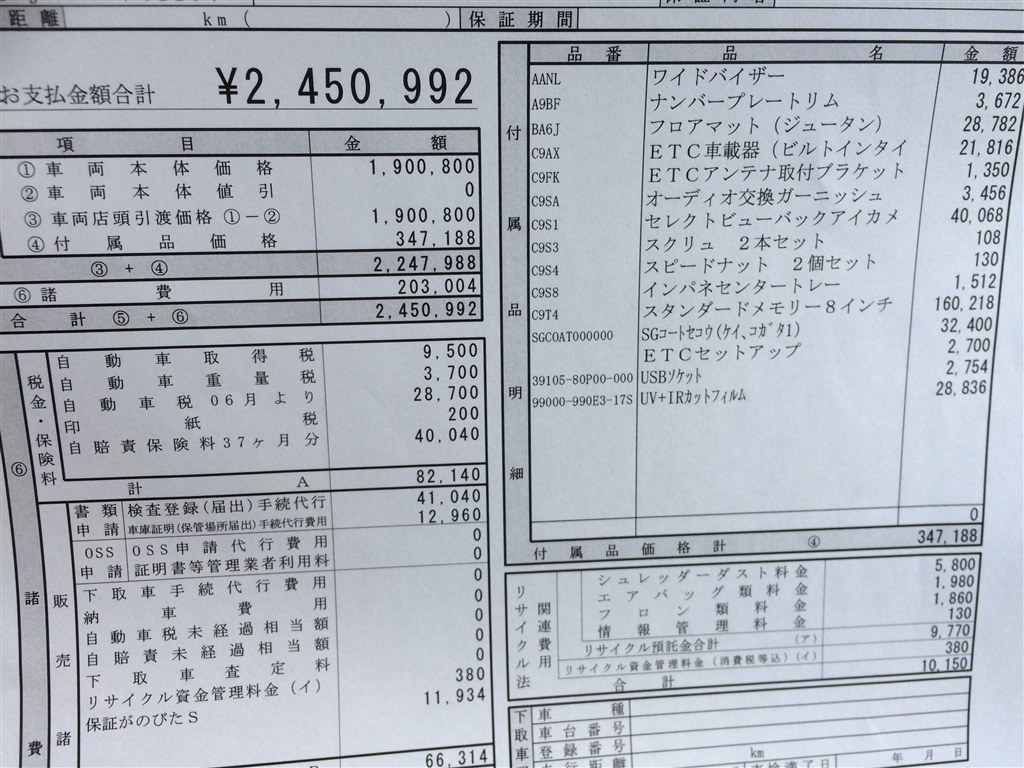 距離 km ( ) 保証期間
お支払金額合計 ¥2,450,992
項目 金額
①車両本体価格 1,900,800
②車両本体値引 0
③車両店頭引渡価格 ①－② 1,900,800
④付属品価格 347,188
③ + ④ 2,247,988
⑥諸費用 203,004
合計 ⑤ + ⑥ 2,450,992
⑥ 諸費
税金・保険料
自動車取得税 9,500
自動車重量税 3,700
自動車税06月より 28,700
印紙税 200
自賠責保険料37ヶ月分 40,040
計 A 82,140
販売諸
書類申請 検査登録(届出)手続代行 41,040
車庫証明(保管場所届出)手続代行費用 12,960
OSS申請 OSS申請代行費用 0
証明書等管理業者利用料 0
下取車手続代行費用 0
納車費用 0
自動車税未経過相当額 0
自賠責未経過相当額 0
下取車査定料 0
リサイクル資金管理料金(イ) 380
保証がのびたS 11,934
66,314
付属品明細
品番 品名 金額
AANL ワイドバイザー 19,386
A9BF ナンバープレートトリム 3,672
BA6J フロアマット（ジュータン） 28,782
C9AX ETC車載器（ビルトインタイ 21,816
C9FK ETCアンテナ取付ブラケット 1,350
C9SA オーディオ交換ガーニッシュ 3,456
C9S1 セレクトビューバックアイカメ 40,068
C9S3 スクリュ 2本セット 108
C9S4 スピードナット 2個セット 130
C9S8 インパネセンタートレー 1,512
C9T4 スタンダードメモリー8インチ 160,218
SGCOAT000000 SGコートセコウ(ケイ、コガタ1) 32,400
ETCセットアップ 2,700
39105-80P00-000 USBソケット 2,754
99000-990E3-17S UV+IRカットフィルム 28,836
0
付属品価格計 ④ 347,188
リサイクル法関連費用
シュレッダーダスト料金 5,800
エアバッグ類料金 1,980
フロン類料金 1,860
情報管理料金 130
リサイクル預託金合計 (ア) 9,770
リサイクル資金管理料金(消費税等込)(イ) 380
合計 10,150
下取車
車種
車台番号
登録番号
走行距離 km
年 月 日